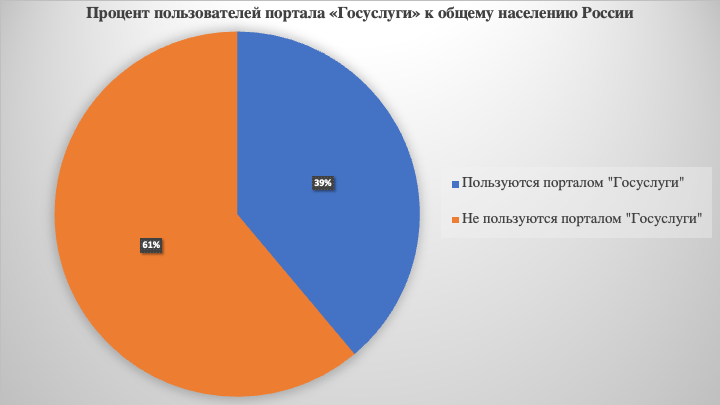 Процент пользователей портала «Госуслуги» к общему населению России
39%
Пользуются порталом "Госуслуги"
Не пользуются порталом "Госуслуги"
61%